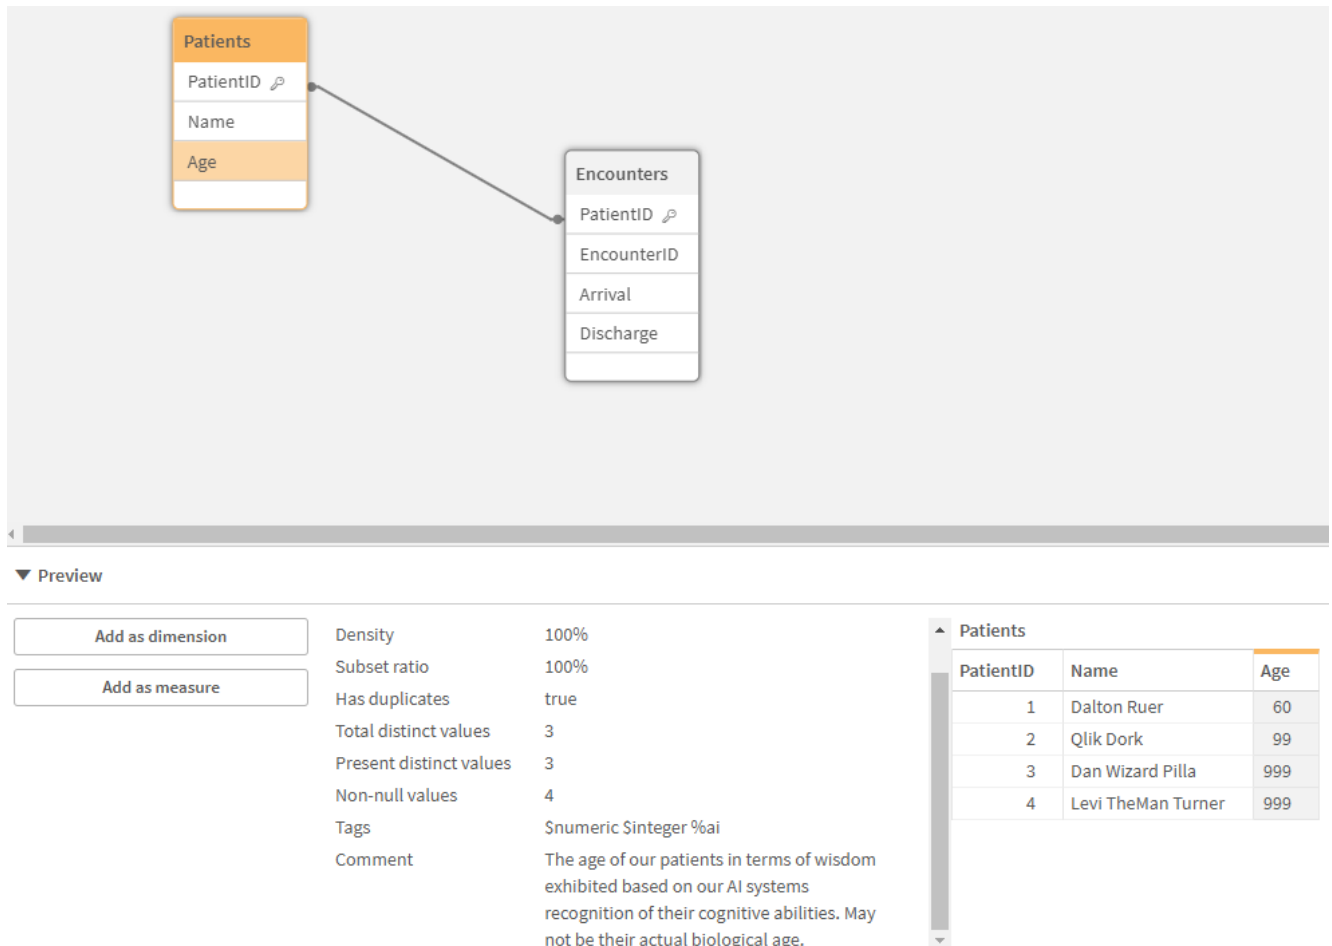 Patients
PatientID
Name
Age
Encounters
PatientID
EncounterID
Arrival
Discharge
Preview
Add as dimension
Add as measure
Density 100%
Subset ratio 100%
Has duplicates true
Total distinct values 3
Present distinct values 3
Non-null values 4
Tags $numeric $integer %ai
Comment The age of our patients in terms of wisdom
exhibited based on our AI systems
recognition of their cognitive abilities. May
not be their actual biological age.
Patients
PatientID Name Age
1 Dalton Ruer 60
2 Qlik Dork 99
3 Dan Wizard Pilla 999
4 Levi TheMan Turner 999